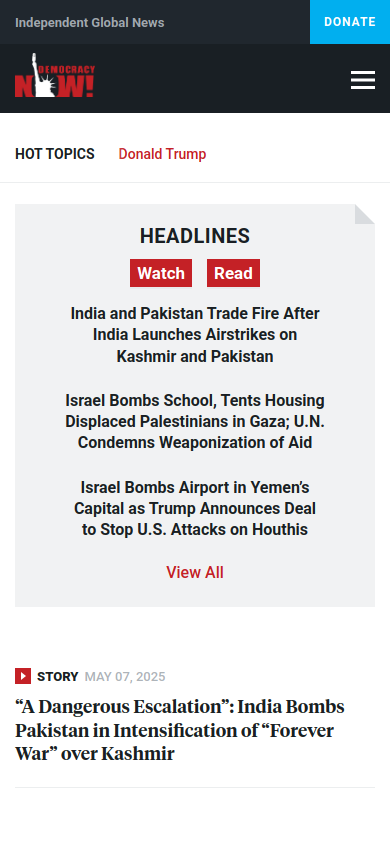 Independent Global News
DONATE
DEMOCRACY
NOW!
HOT TOPICS
Donald Trump
HEADLINES
Watch
Read
India and Pakistan Trade Fire After
India Launches Airstrikes on
Kashmir and Pakistan
Israel Bombs School, Tents Housing
Displaced Palestinians in Gaza; U.N.
Condemns Weaponization of Aid
Israel Bombs Airport in Yemen’s
Capital as Trump Announces Deal
to Stop U.S. Attacks on Houthis
View All
STORY MAY 07, 2025
“A Dangerous Escalation”: India Bombs
Pakistan in Intensification of “Forever
War” over Kashmir